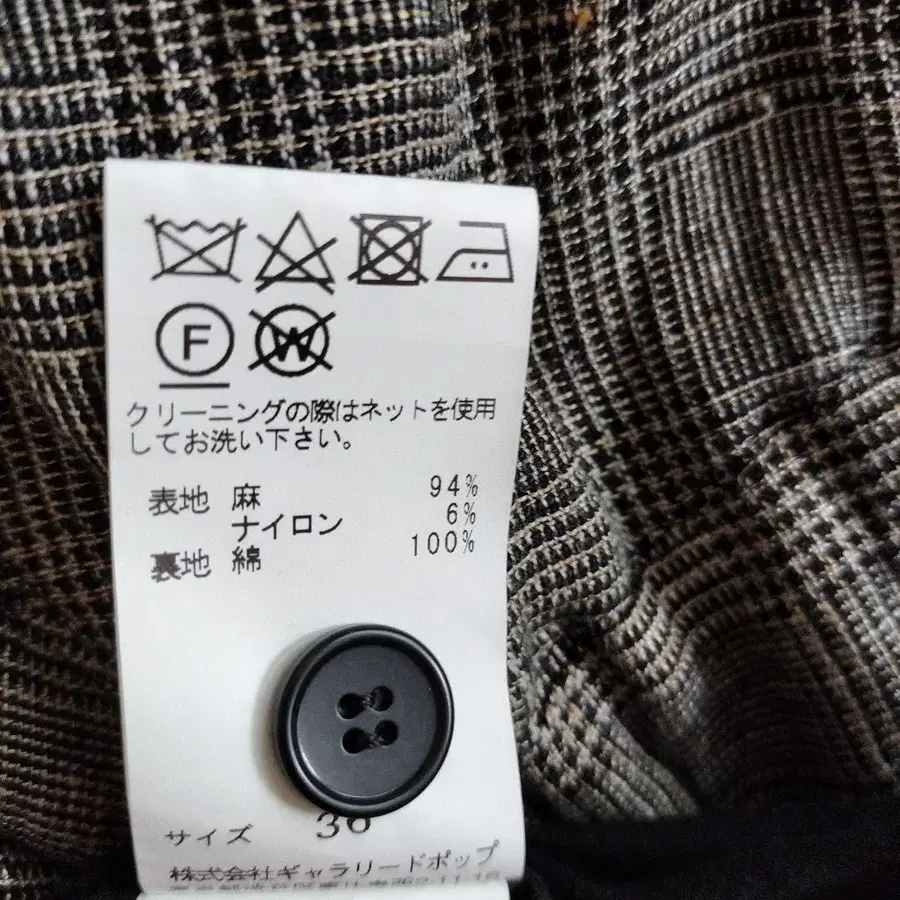 F
W
クリーニングの際はネットを使用
してお洗い下さい。
表地 麻 94%
ナイロン 6%
裏地 綿 100%
サイズ
株式会社ギャラリードポップ